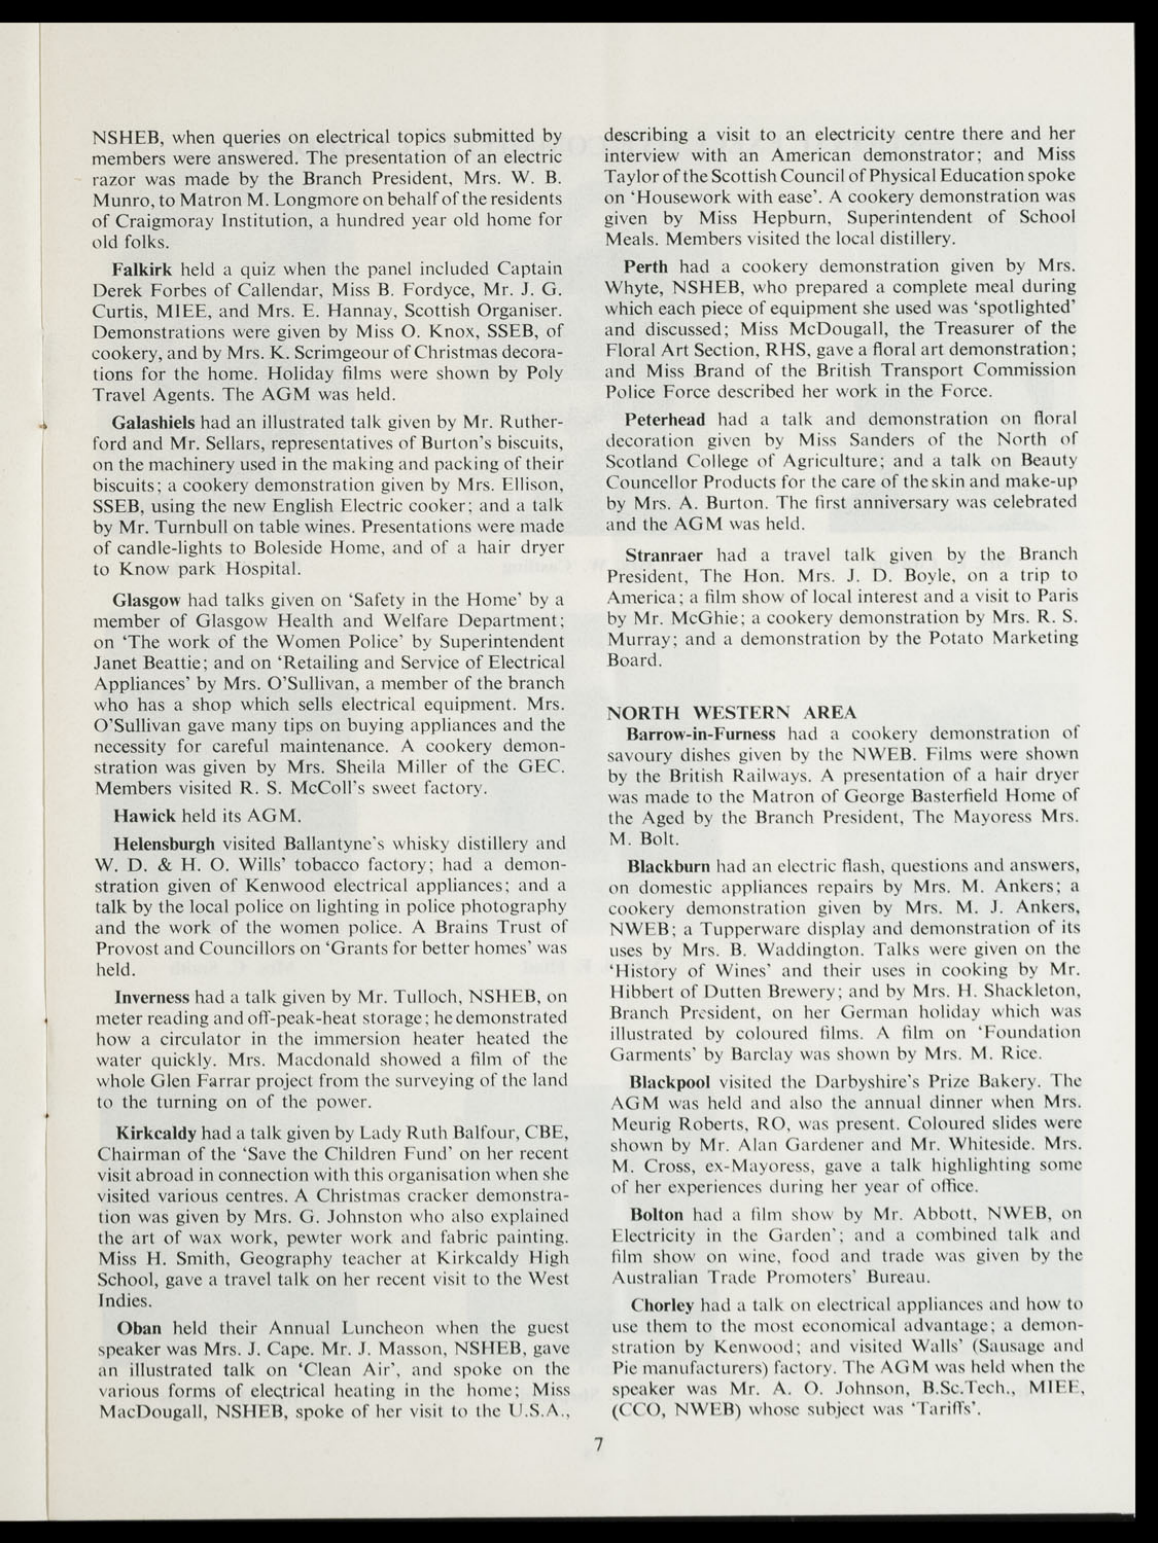 NSHEB, when queries on electrical topics submitted by
members were answered. The presentation of an electric
razor was made by the Branch President, Mrs. W. B.
Munro, to Matron M. Longmore on behalf of the residents
of Craigmoray Institution, a hundred year old home for
old folks.
Falkirk held a quiz when the panel included Captain
Derek Forbes of Callendar, Miss B. Fordyce, Mr. J. G.
Curtis, MIEE, and Mrs. E. Hannay, Scottish Organiser.
Demonstrations were given by Miss O. Knox, SSEB, of
cookery, and by Mrs. K. Scrimgeour of Christmas decora-
tions for the home. Holiday films were shown by Poly
Travel Agents. The AGM was held.
Galashiels had an illustrated talk given by Mr. Ruther-
ford and Mr. Sellars, representatives of Burton's biscuits,
on the machinery used in the making and packing of their
biscuits; a cookery demonstration given by Mrs. Ellison,
SSEB, using the new English Electric cooker; and a talk
by Mr. Turnbull on table wines. Presentations were made
of candle-lights to Boleside Home, and of a hair dryer
to Know park Hospital.
Glasgow had talks given on 'Safety in the Home' by a
member of Glasgow Health and Welfare Department;
on 'The work of the Women Police' by Superintendent
Janet Beattie; and on 'Retailing and Service of Electrical
Appliances' by Mrs. O'Sullivan, a member of the branch
who has a shop which sells electrical equipment. Mrs.
O'Sullivan gave many tips on buying appliances and the
necessity for careful maintenance. A cookery demon-
stration was given by Mrs. Sheila Miller of the GEC.
Members visited R. S. McColl's sweet factory.
Hawick held its AGM.
Helensburgh visited Ballantyne's whisky distillery and
W. D. & H. O. Wills' tobacco factory; had a demon-
stration given of Kenwood electrical appliances; and a
talk by the local police on lighting in police photography
and the work of the women police. A Brains Trust of
Provost and Councillors on 'Grants for better homes' was
held.
Inverness had a talk given by Mr. Tulloch, NSHEB, on
meter reading and off-peak-heat storage; he demonstrated
how a circulator in the immersion heater heated the
water quickly. Mrs. Macdonald showed a film of the
whole Glen Farrar project from the surveying of the land
to the turning on of the power.
Kirkcaldy had a talk given by Lady Ruth Balfour, CBE,
Chairman of the 'Save the Children Fund' on her recent
visit abroad in connection with this organisation when she
visited various centres. A Christmas cracker demonstra-
tion was given by Mrs. G. Johnston who also explained
the art of wax work, pewter work and fabric painting.
Miss H. Smith, Geography teacher at Kirkcaldy High
School, gave a travel talk on her recent visit to the West
Indies.
Oban held their Annual Luncheon when the guest
speaker was Mrs. J. Cape. Mr. J. Masson, NSHEB, gave
an illustrated talk on 'Clean Air', and spoke on the
various forms of electrical heating in the home; Miss
MacDougall, NSHEB, spoke of her visit to the U.S.A.,
describing a visit to an electricity centre there and her
interview with an American demonstrator; and Miss
Taylor of the Scottish Council of Physical Education spoke
on 'Housework with ease'. A cookery demonstration was
given by Miss Hepburn, Superintendent of School
Meals. Members visited the local distillery.
Perth had a cookery demonstration given by Mrs.
Whyte, NSHEB, who prepared a complete meal during
which each piece of equipment she used was 'spotlighted'
and discussed; Miss McDougall, the Treasurer of the
Floral Art Section, RHS, gave a floral art demonstration;
and Miss Brand of the British Transport Commission
Police Force described her work in the Force.
Peterhead had a talk and demonstration on floral
decoration given by Miss Sanders of the North of
Scotland College of Agriculture; and a talk on Beauty
Councellor Products for the care of the skin and make-up
by Mrs. A. Burton. The first anniversary was celebrated
and the AGM was held.
Stranraer had a travel talk given by the Branch
President, The Hon. Mrs. J. D. Boyle, on a trip to
America; a film show of local interest and a visit to Paris
by Mr. McGhie; a cookery demonstration by Mrs. R. S.
Murray; and a demonstration by the Potato Marketing
Board.
NORTH WESTERN AREA
Barrow-in-Furness had a cookery demonstration of
savoury dishes given by the NWEB. Films were shown
by the British Railways. A presentation of a hair dryer
was made to the Matron of George Basterfield Home of
the Aged by the Branch President, The Mayoress Mrs.
M. Bolt.
Blackburn had an electric flash, questions and answers,
on domestic appliances repairs by Mrs. M. Ankers; a
cookery demonstration given by Mrs. M. J. Ankers,
NWEB; a Tupperware display and demonstration of its
uses by Mrs. B. Waddington. Talks were given on the
'History of Wines' and their uses in cooking by Mr.
Hibbert of Dutten Brewery; and by Mrs. H. Shackleton,
Branch President, on her German holiday which was
illustrated by coloured films. A film on 'Foundation
Garments' by Barclay was shown by Mrs. M. Rice.
Blackpool visited the Darbyshire's Prize Bakery. The
AGM was held and also the annual dinner when Mrs.
Meurig Roberts, RO, was present. Coloured slides were
shown by Mr. Alan Gardener and Mr. Whiteside. Mrs.
M. Cross, ex-Mayoress, gave a talk highlighting some
of her experiences during her year of office.
Bolton had a film show by Mr. Abbott, NWEB, on
Electricity in the Garden'; and a combined talk and
film show on wine, food and trade was given by the
Australian Trade Promoters' Bureau.
Chorley had a talk on electrical appliances and how to
use them to the most economical advantage; a demon-
stration by Kenwood; and visited Walls' (Sausage and
Pie manufacturers) factory. The AGM was held when the
speaker was Mr. A. O. Johnson, B.Sc.Tech., MIEE,
(CCO, NWEB) whose subject was 'Tariffs'.
7